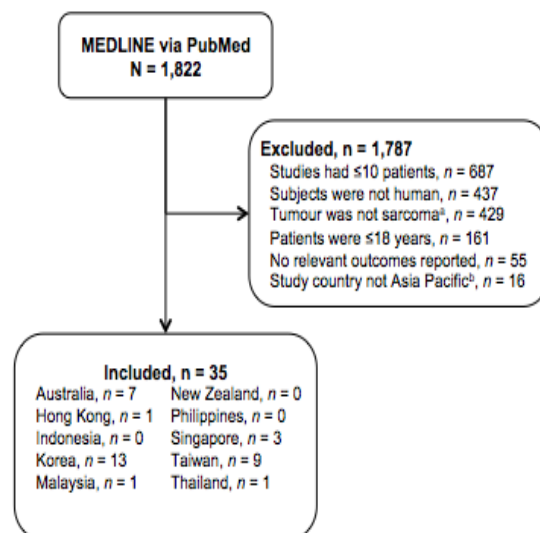 MEDLINE via PubMed
N = 1,822
Excluded, n = 1,787
Studies had ≤10 patients, n = 687
Subjects were not human, n = 437
Tumour was not sarcomaᵃ, n = 429
Patients were ≤18 years, n = 161
No relevant outcomes reported, n = 55
Study country not Asia Pacificᵇ, n = 16
Included, n = 35
Australia, n = 7 New Zealand, n = 0
Hong Kong, n = 1 Philippines, n = 0
Indonesia, n = 0 Singapore, n = 3
Korea, n = 13 Taiwan, n = 9
Malaysia, n = 1 Thailand, n = 1